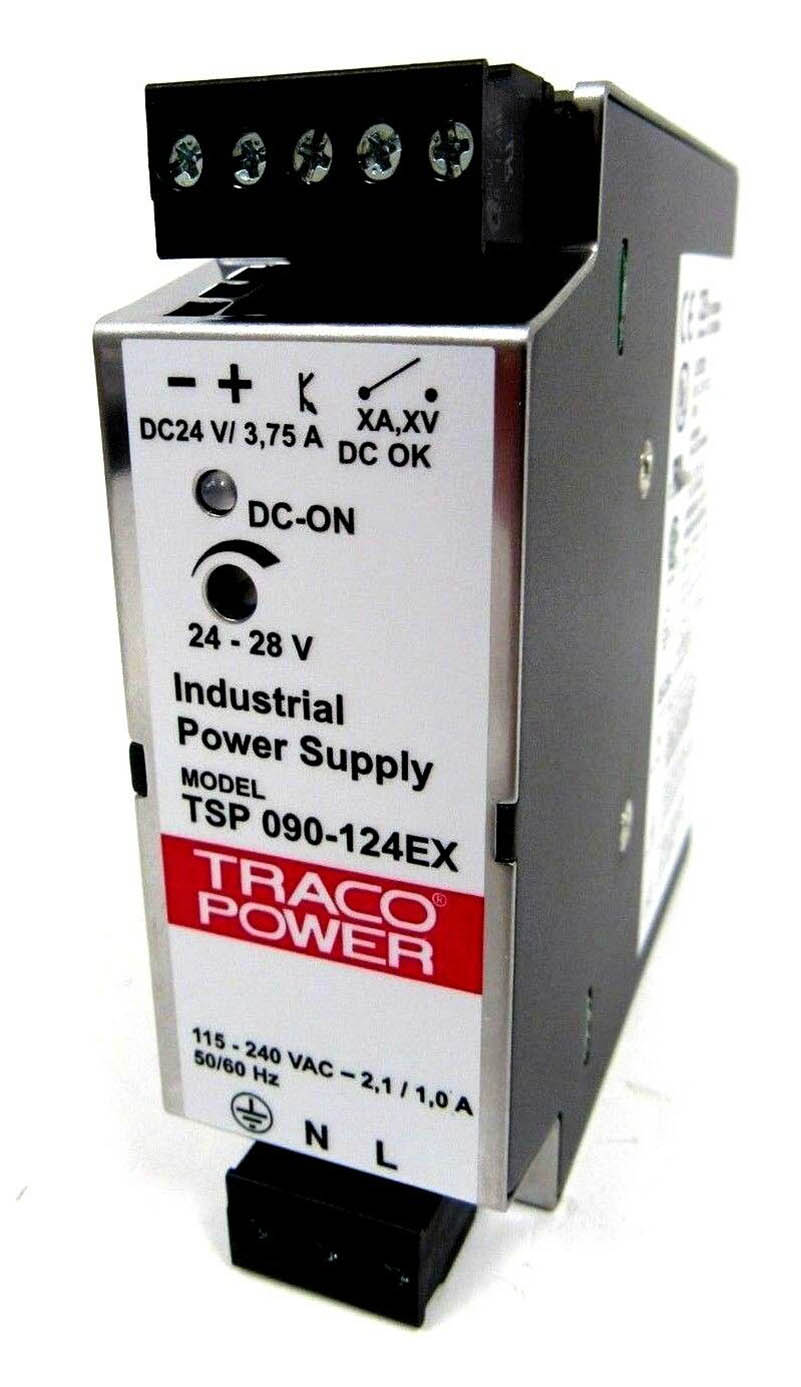 − +
XA,XV
DC24 V/ 3,75 A
DC OK
DC-ON
24 - 28 V
Industrial
Power Supply
MODEL
TSP 090-124EX
TRACO®
POWER
115 - 240 VAC – 2,1 / 1,0 A
50/60 Hz
N L
CE